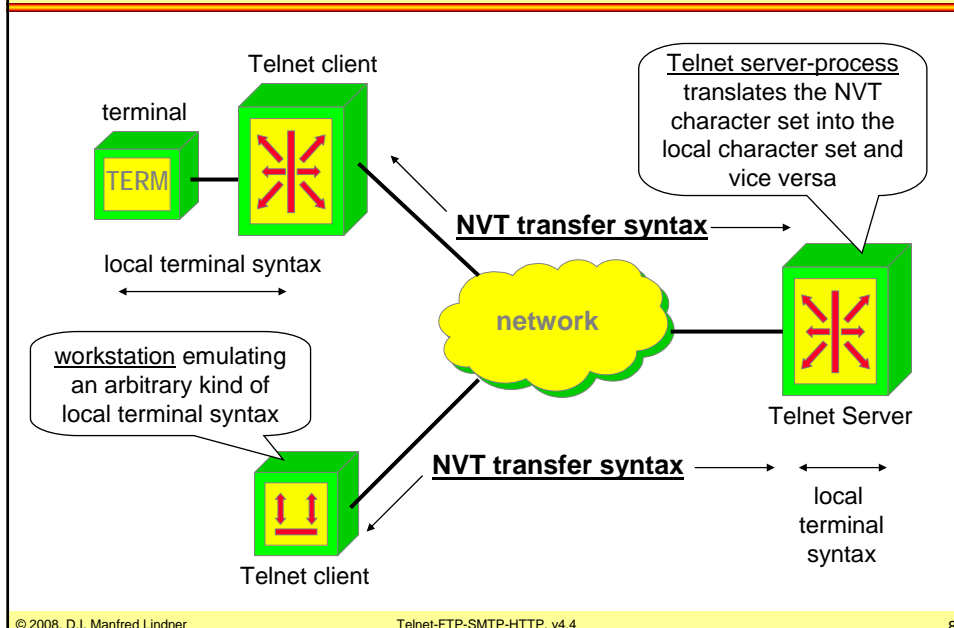 Telnet client
terminal
TERM
local terminal syntax
Telnet server-process
translates the NVT
character set into the
local character set and
vice versa
NVT transfer syntax
network
workstation emulating
an arbitrary kind of
local terminal syntax
Telnet Server
NVT transfer syntax
local
terminal
syntax
Telnet client
© 2008, D.I. Manfred Lindner
Telnet-FTP-SMTP-HTTP, v4.4
8